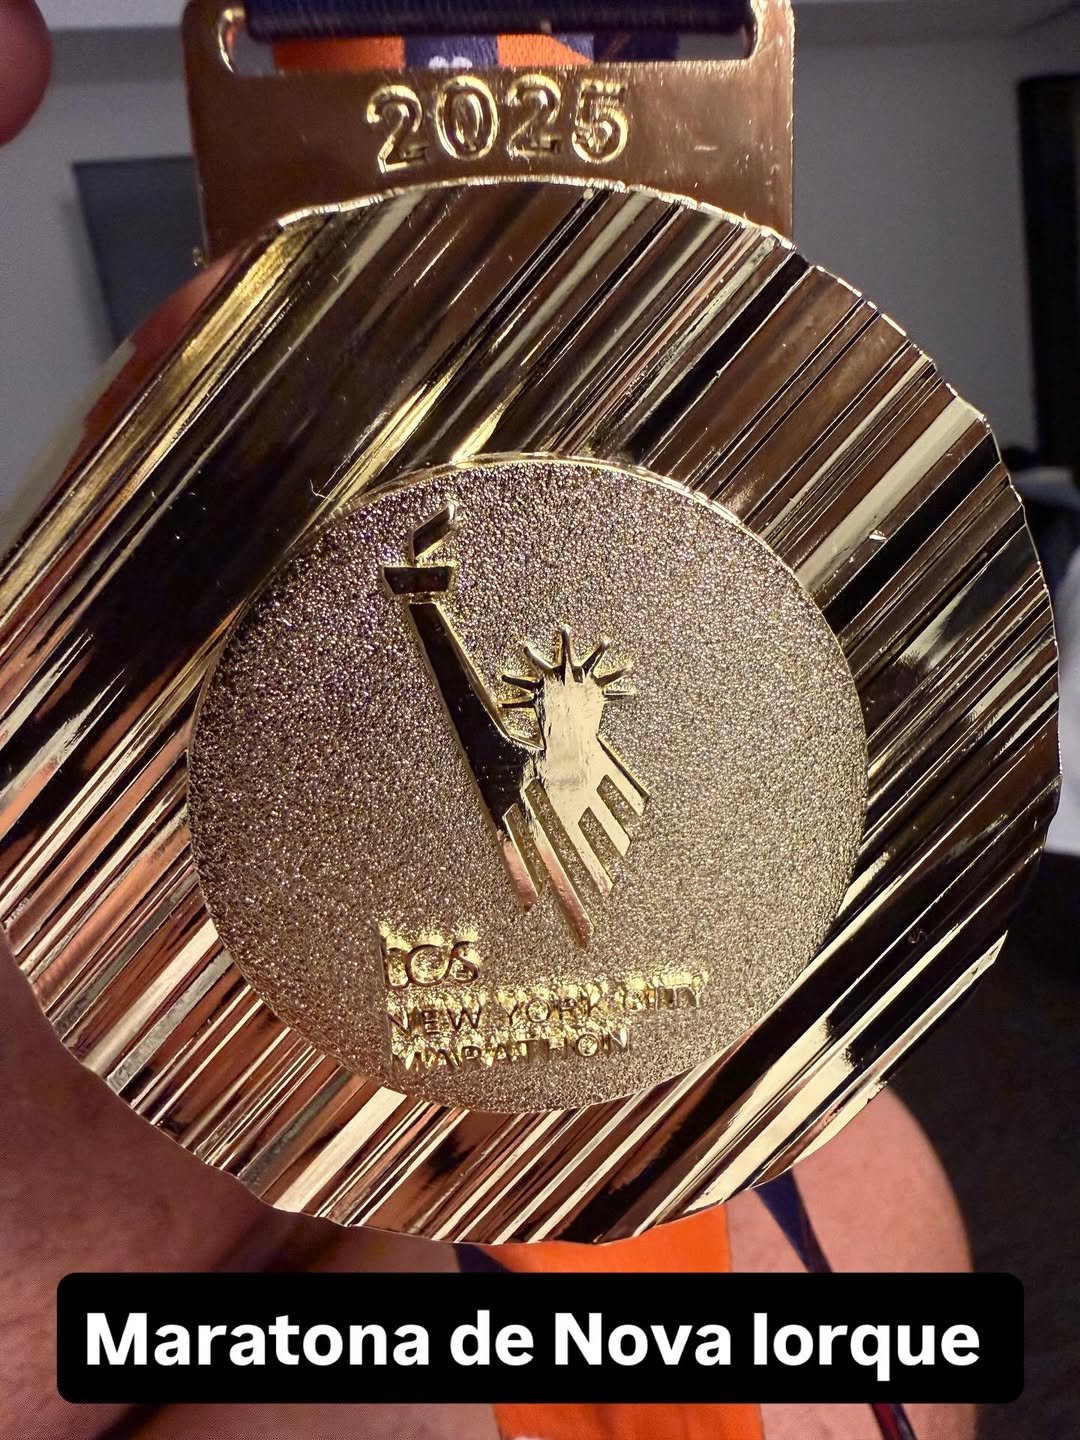 2025
TCS
NEW YORK CITY
MARATHON
Maratona de Nova Iorque